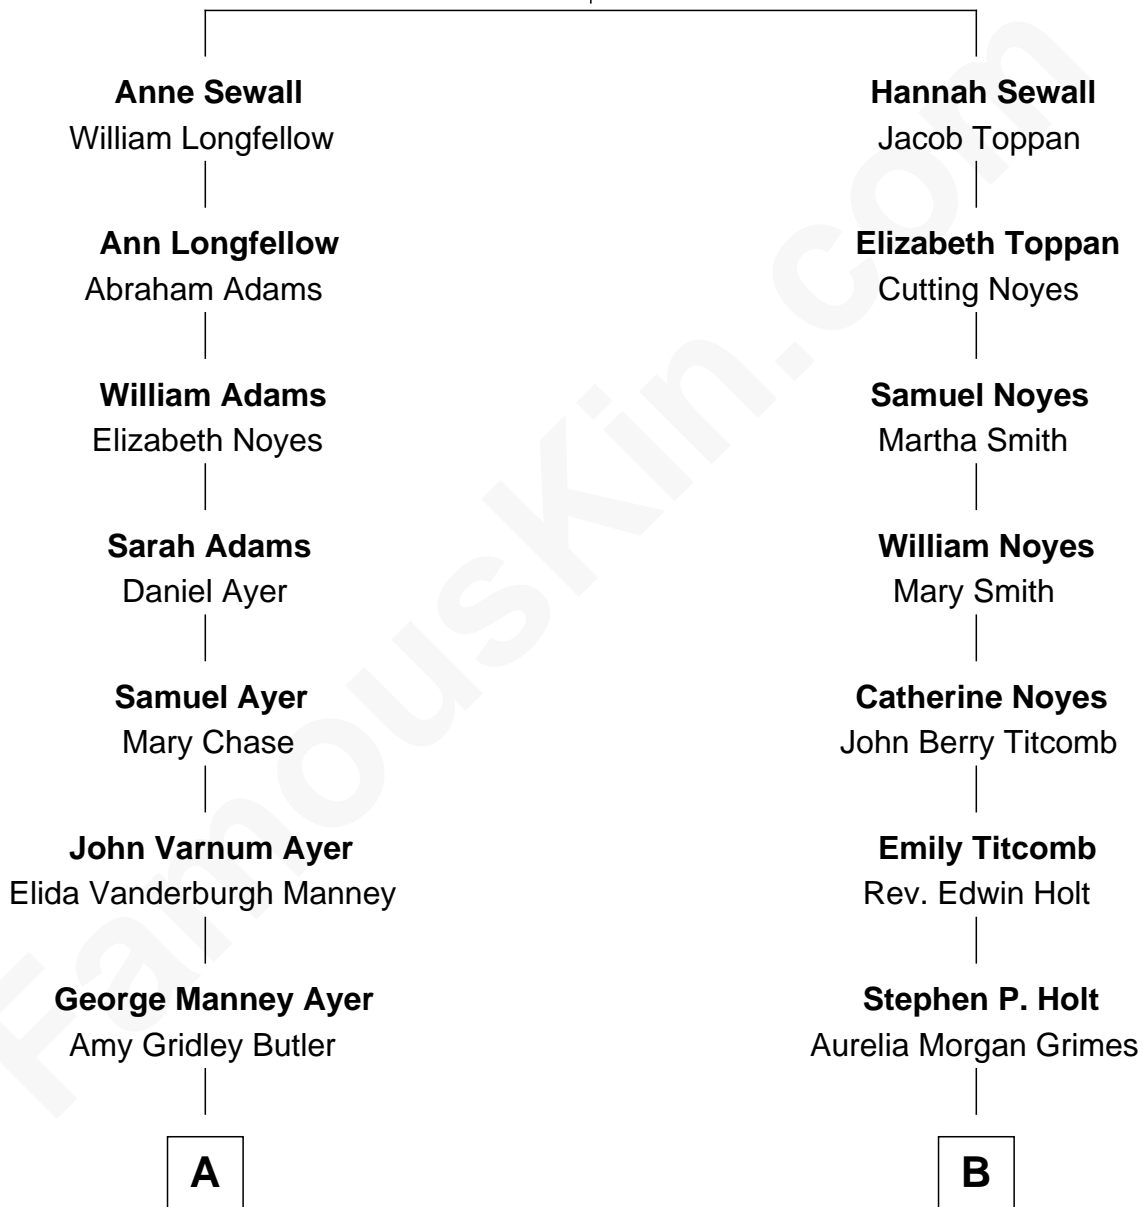 Anne Sewall
William Longfellow
Ann Longfellow
Abraham Adams
William Adams
Elizabeth Noyes
Sarah Adams
Daniel Ayer
Samuel Ayer
Mary Chase
John Varnum Ayer
Elida Vanderburgh Manney
George Manney Ayer
Amy Gridley Butler
A
Hannah Sewall
Jacob Toppan
Elizabeth Toppan
Cutting Noyes
Samuel Noyes
Martha Smith
William Noyes
Mary Smith
Catherine Noyes
John Berry Titcomb
Emily Titcomb
Rev. Edwin Holt
Stephen P. Holt
Aurelia Morgan Grimes
B
FamousKin.com